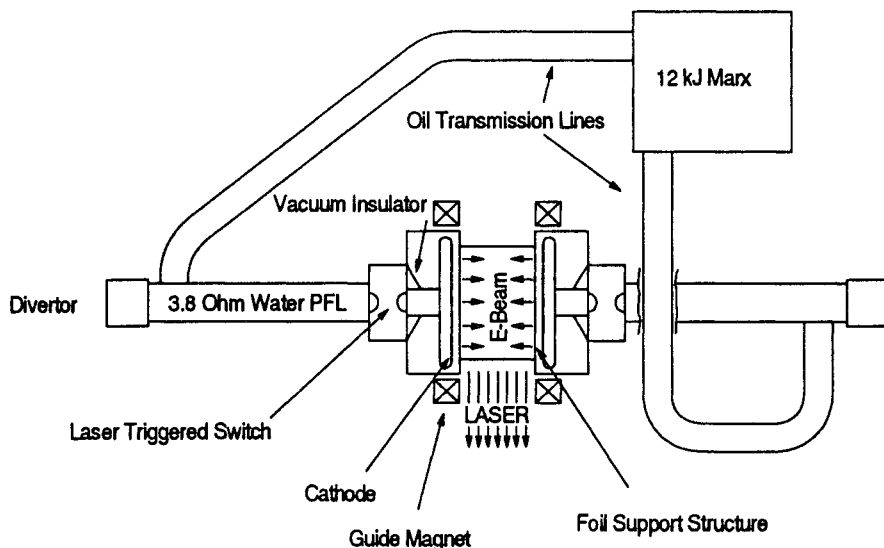 12 kJ Marx
Oil Transmission Lines
Vacuum Insulator
Divertor
3.8 Ohm Water PFL
E-Beam
LASER
Laser Triggered Switch
Cathode
Guide Magnet
Foil Support Structure